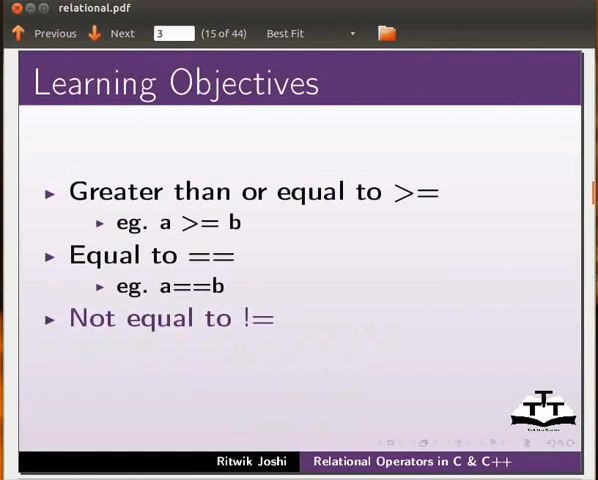 relational.pdf
Previous Next 3 (15 of 44) Best Fit
Learning Objectives
Greater than or equal to >=
eg. a >= b
Equal to ==
eg. a==b
Not equal to !=
TTT
Ritwik Joshi Relational Operators in C & C++